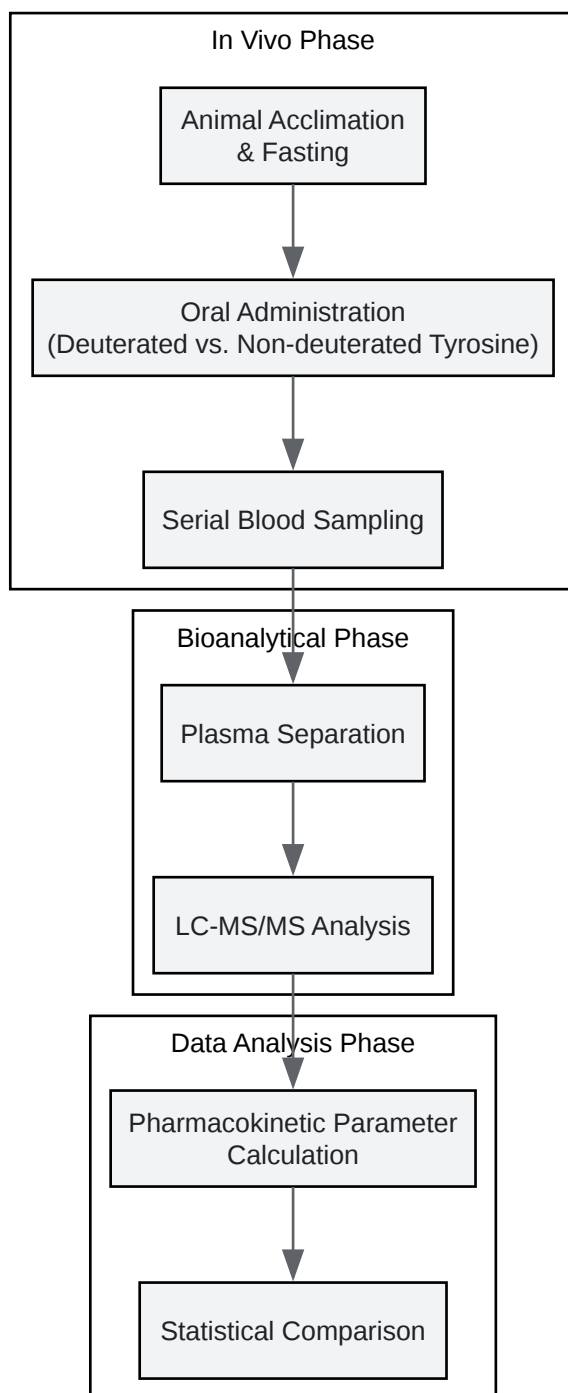 In Vivo Phase
Animal Acclimation
& Fasting
Oral Administration
(Deuterated vs. Non-deuterated Tyrosine)
Serial Blood Sampling
Bioanalytical Phase
Plasma Separation
LC-MS/MS Analysis
Data Analysis Phase
Pharmacokinetic Parameter
Calculation
Statistical Comparison